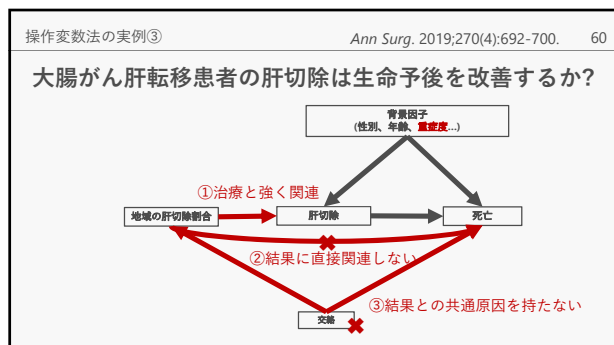 操作変数法の実例③
Ann Surg. 2019;270(4):692-700.
60
大腸がん肝転移患者の肝切除は生命予後を改善するか?
背景因子
(性別、年齢、重症度...)
①治療と強く関連
地域の肝切除割合
肝切除
死亡
②結果に直接関連しない
③結果との共通原因を持たない
交絡